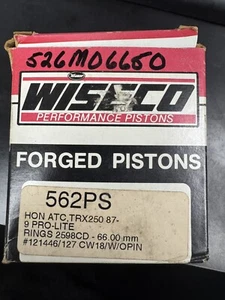 526M06650
WISECO
PERFORMANCE PISTONS
FORGED PISTONS
562PS
HON ATC,TRX250 87-
9 PRO-LITE
RINGS 2598CD - 66.00 mm
#121446/127 CW18/W/OPIN